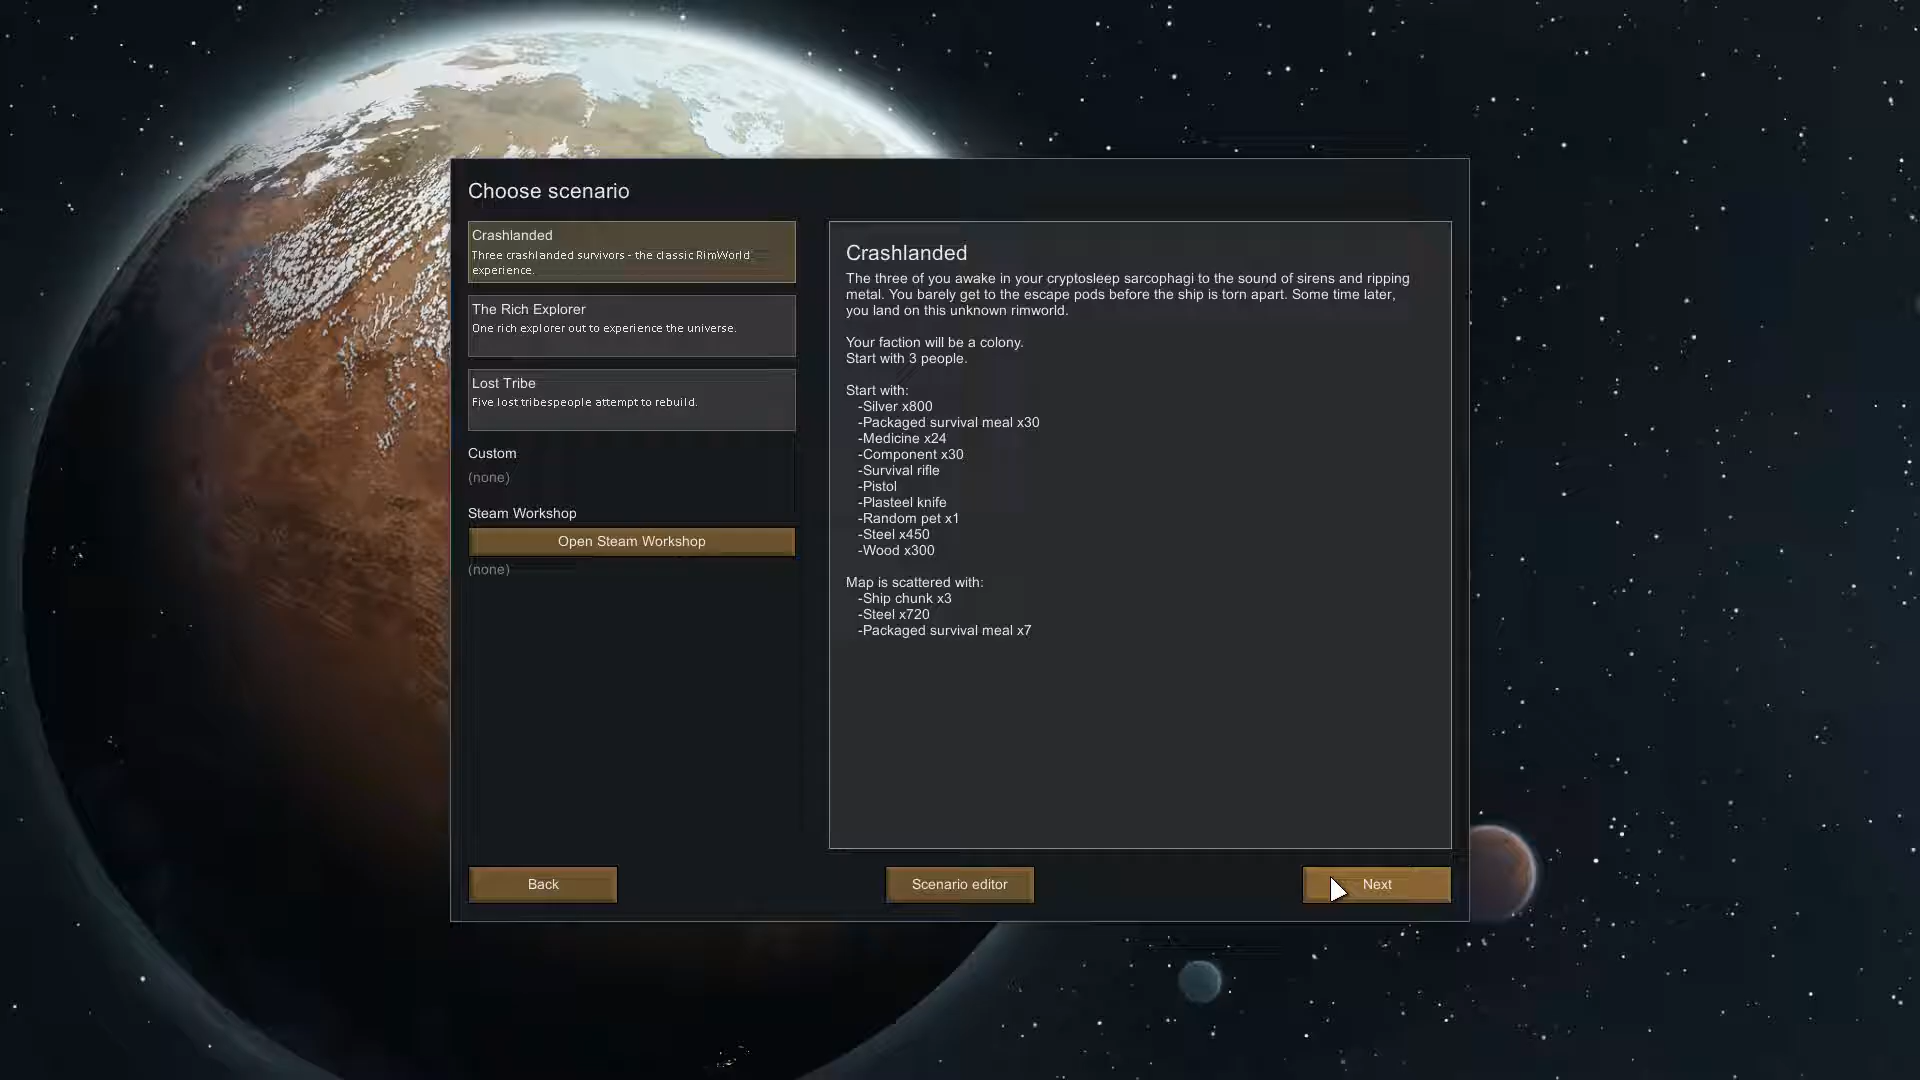 Choose scenario
Crashlanded
Three crashlanded survivors - the classic RimWorld
experience.
The Rich Explorer
One rich explorer out to experience the universe.
Lost Tribe
Five lost tribespeople attempt to rebuild.
Custom
(none)
Steam Workshop
Open Steam Workshop
(none)
Crashlanded
The three of you awake in your cryptosleep sarcophagi to the sound of sirens and ripping
metal. You barely get to the escape pods before the ship is torn apart. Some time later,
you land on this unknown rimworld.
Your faction will be a colony.
Start with 3 people.
Start with:
-Silver x800
-Packaged survival meal x30
-Medicine x24
-Component x30
-Survival rifle
-Pistol
-Plasteel knife
-Random pet x1
-Steel x450
-Wood x300
Map is scattered with:
-Ship chunk x3
-Steel x720
-Packaged survival meal x7
Back
Scenario editor
Next